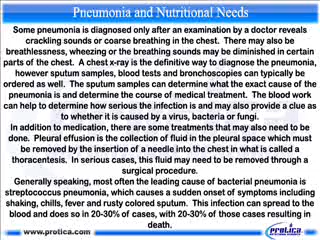 Pneumonia and Nutritional Needs
Some pneumonia is diagnosed only after an examination by a doctor reveals
crackling sounds or coarse breathing in the chest.  There may also be
breathlessness, wheezing or the breathing sounds may be diminished in certain
parts of the chest.  A chest x-ray is the definitive way to diagnose the pneumonia,
however sputum samples, blood tests and bronchoscopies can typically be
ordered as well.  The sputum samples can determine what the exact cause of the
pneumonia is and determine the course of medical treatment.  The blood work
can help to determine how serious the infection is and may also provide a clue as
to whether it is caused by a virus, bacteria or fungi.
In addition to medication, there are some treatments that may also need to be
done.  Pleural effusion is the collection of fluid in the pleural space which must
be removed by the insertion of a needle into the chest in what is called a
thoracentesis.  In serious cases, this fluid may need to be removed through a
surgical procedure.
Generally speaking, most often the leading cause of bacterial pneumonia is
streptococcus pneumonia, which causes a sudden onset of symptoms including
shaking, chills, fever and rusty colored sputum.  This infection can spread to the
blood and does so in 20-30% of cases, with 20-30% of those cases resulting in
death.
www.protica.com
protica